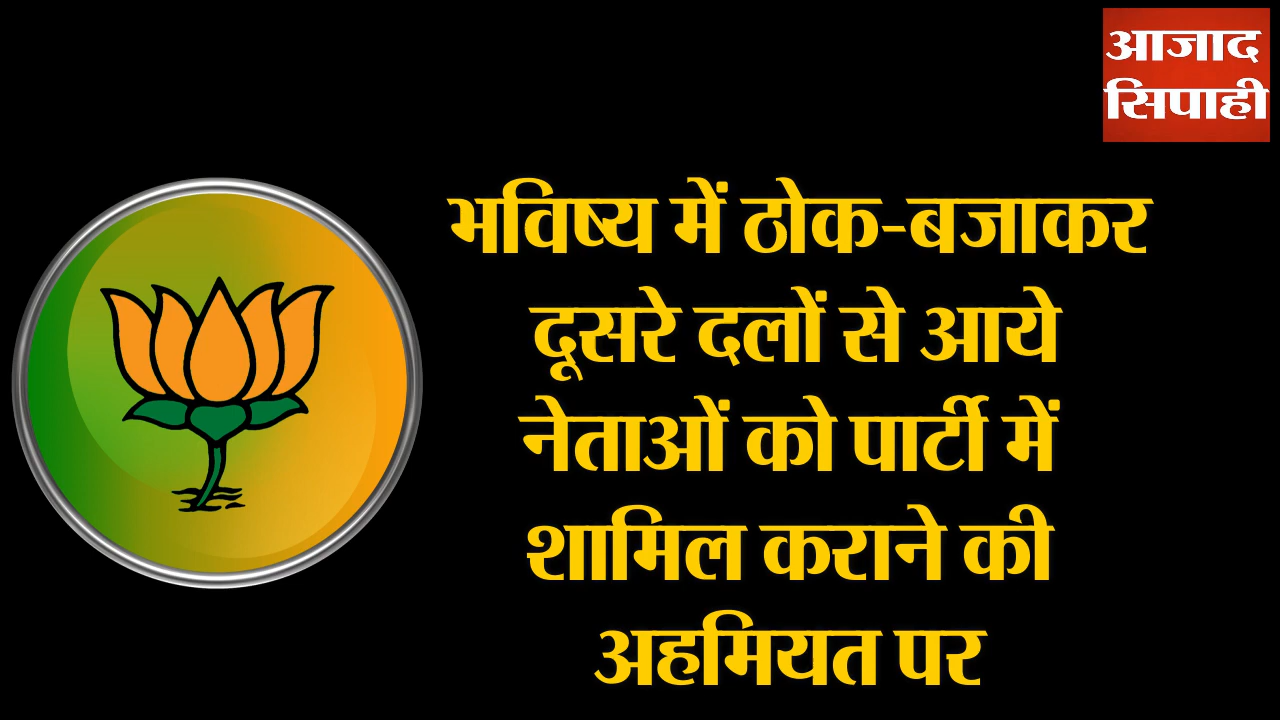 आजाद
सिपाही
भविष्य में ठोक-बजाकर
दूसरे दलों से आये
नेताओं को पार्टी में
शामिल कराने की
अहमियत पर